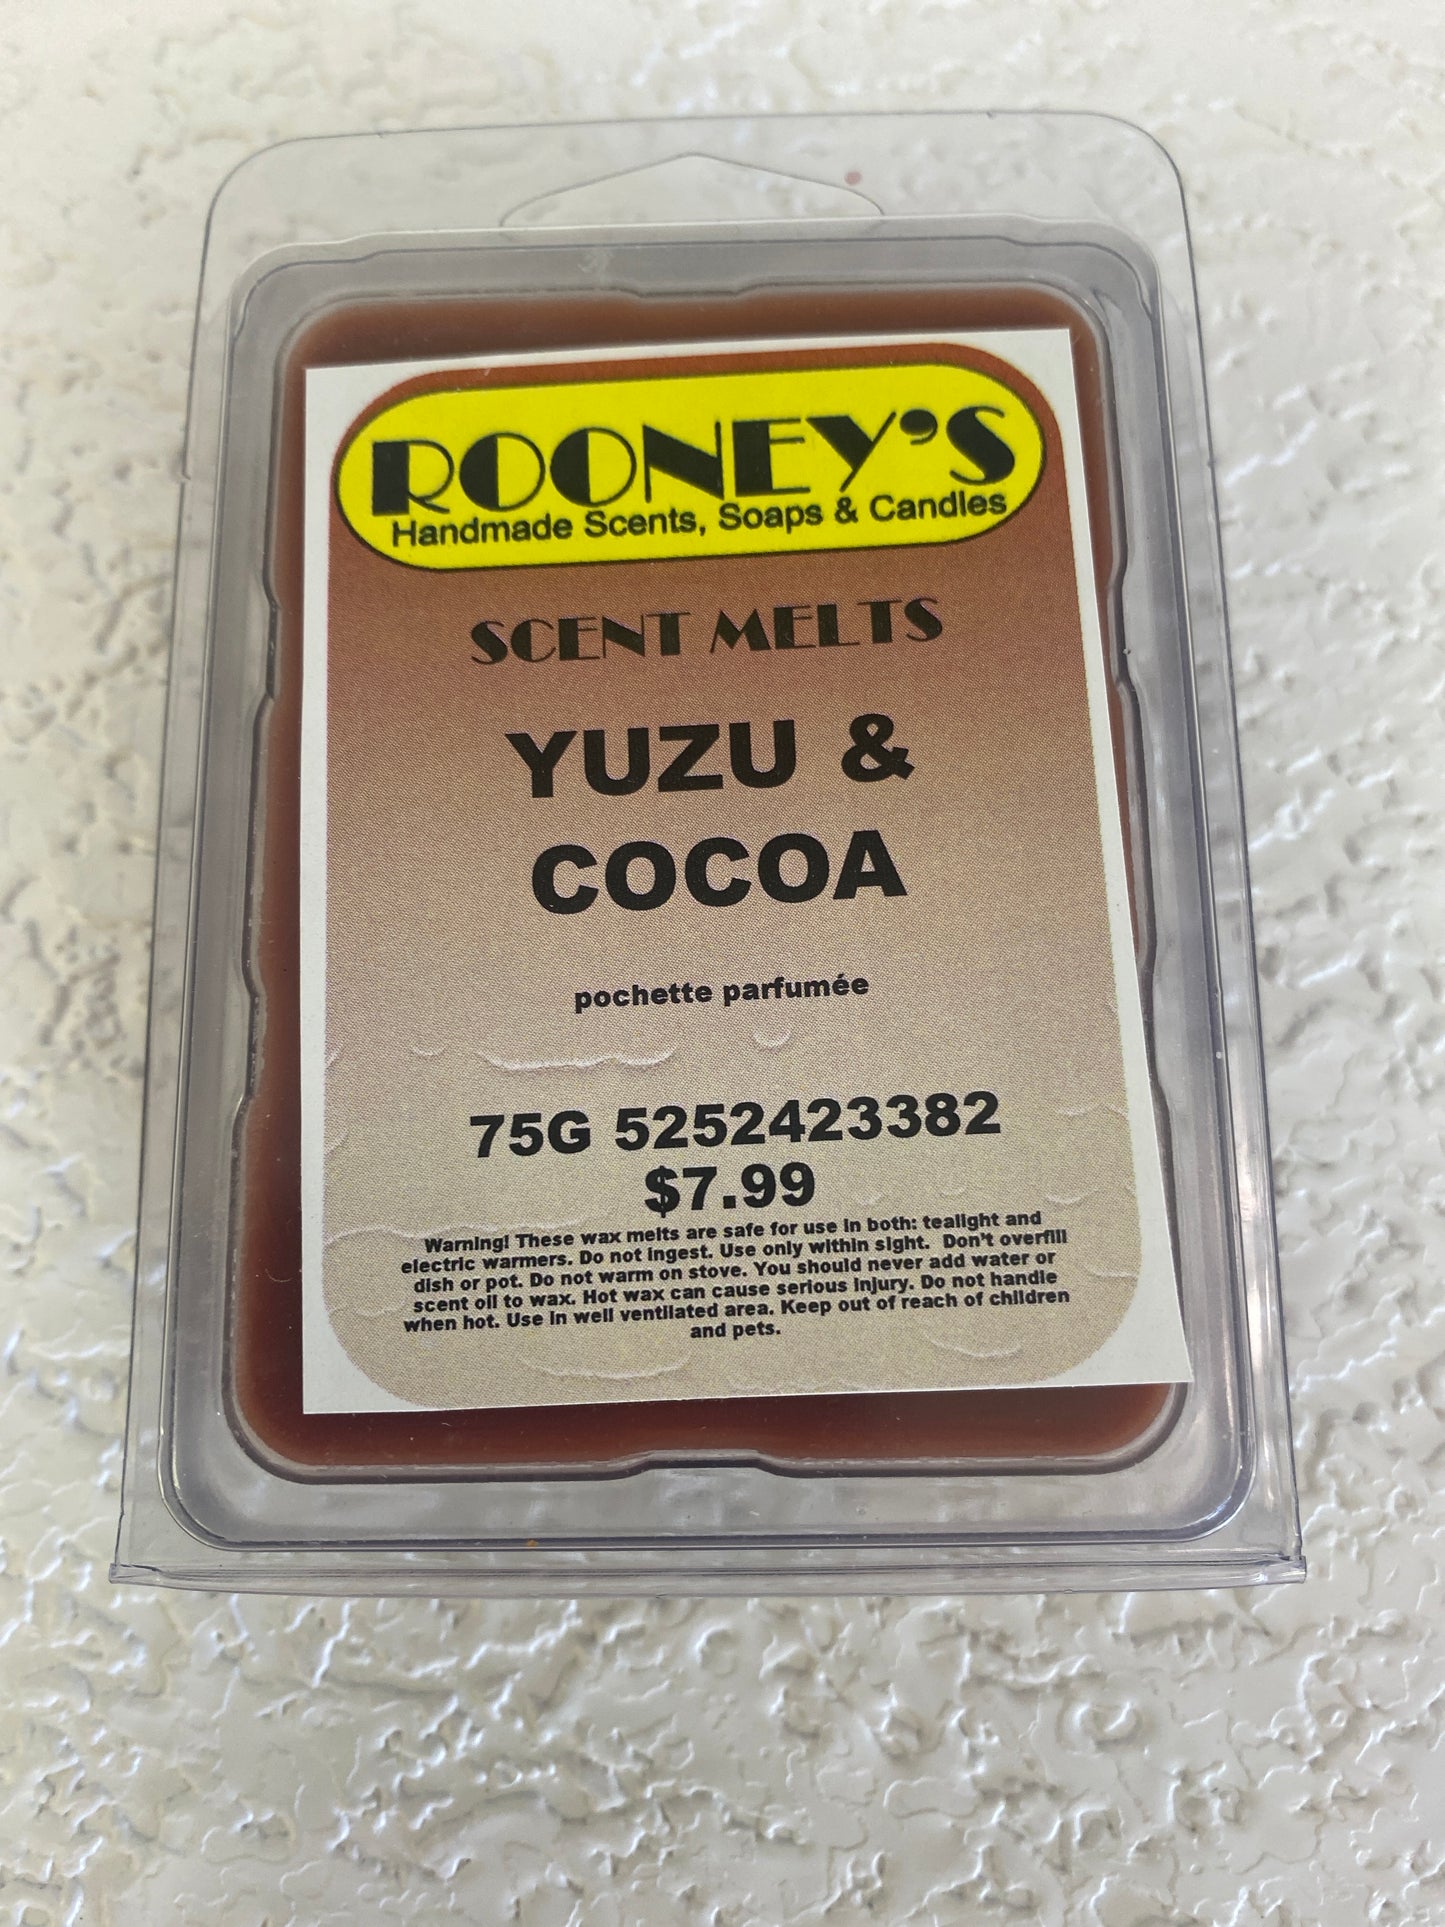 ROONEY'S
Handmade Scents, Soaps & Candles
SCENT MELTS
YUZU &
COCOA
pochette parfumée
75G 5252423382
$7.99
Warning! These wax melts are safe for use in both: tealight and
electric warmers. Do not ingest. Use only within sight. Don't overfill
dish or pot. Do not warm on stove. You should never add water or
scent oil to wax. Hot wax can cause serious injury. Do not handle
when hot. Use in well ventilated area. Keep out of reach of children
and pets.